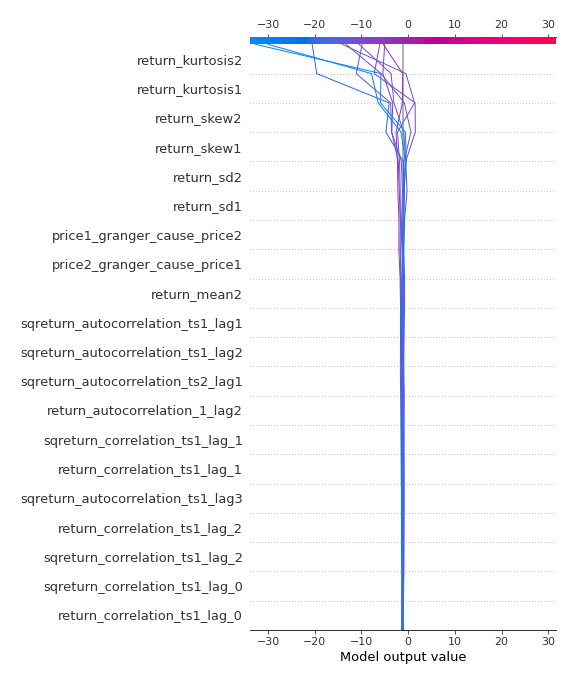 −30 −20 −10 0 10 20 30
return_kurtosis2
return_kurtosis1
return_skew2
return_skew1
return_sd2
return_sd1
price1_granger_cause_price2
price2_granger_cause_price1
return_mean2
sqreturn_autocorrelation_ts1_lag1
sqreturn_autocorrelation_ts1_lag2
sqreturn_autocorrelation_ts2_lag1
return_autocorrelation_1_lag2
sqreturn_correlation_ts1_lag_1
return_correlation_ts1_lag_1
sqreturn_autocorrelation_ts1_lag3
return_correlation_ts1_lag_2
sqreturn_correlation_ts1_lag_2
sqreturn_correlation_ts1_lag_0
return_correlation_ts1_lag_0
−30 −20 −10 0 10 20 30
Model output value